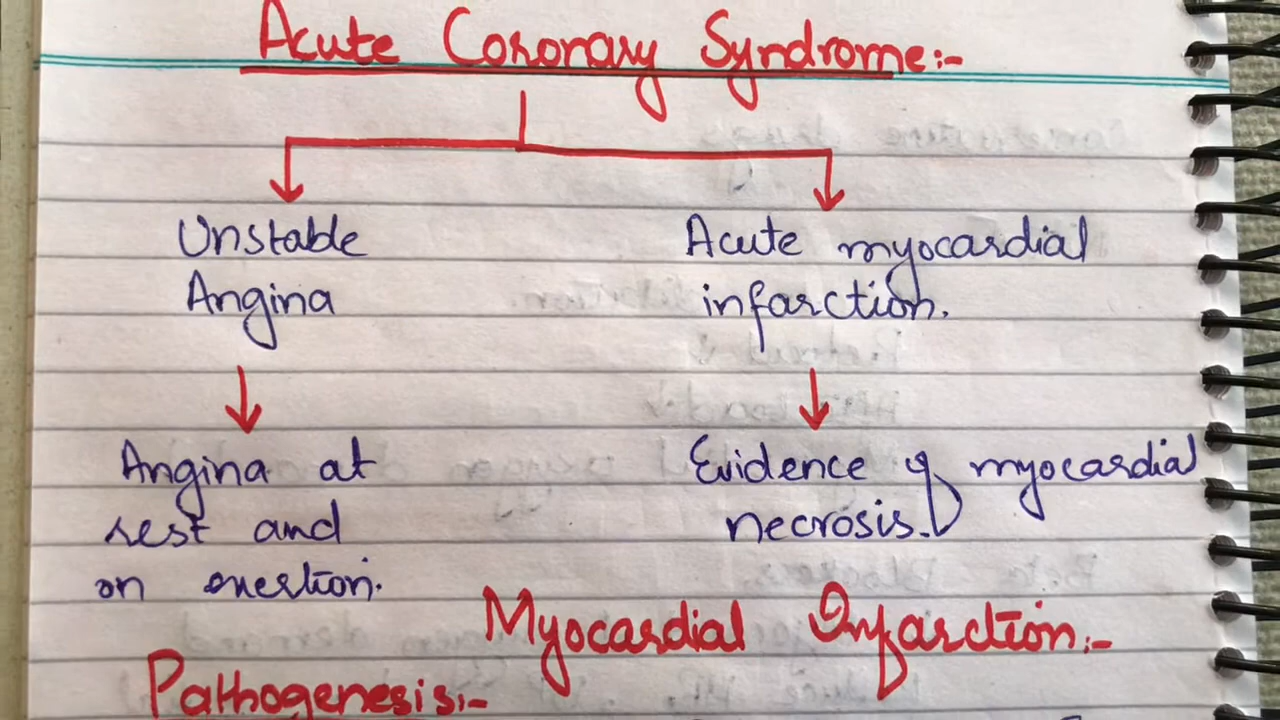 Acute Coronary Syndrome:-
Unstable
Angina
Acute myocardial
infarction.
Angina at
rest and
on exertion.
Evidence of myocardial
necrosis.
Myocardial Infarction:-
Pathogenesis:-